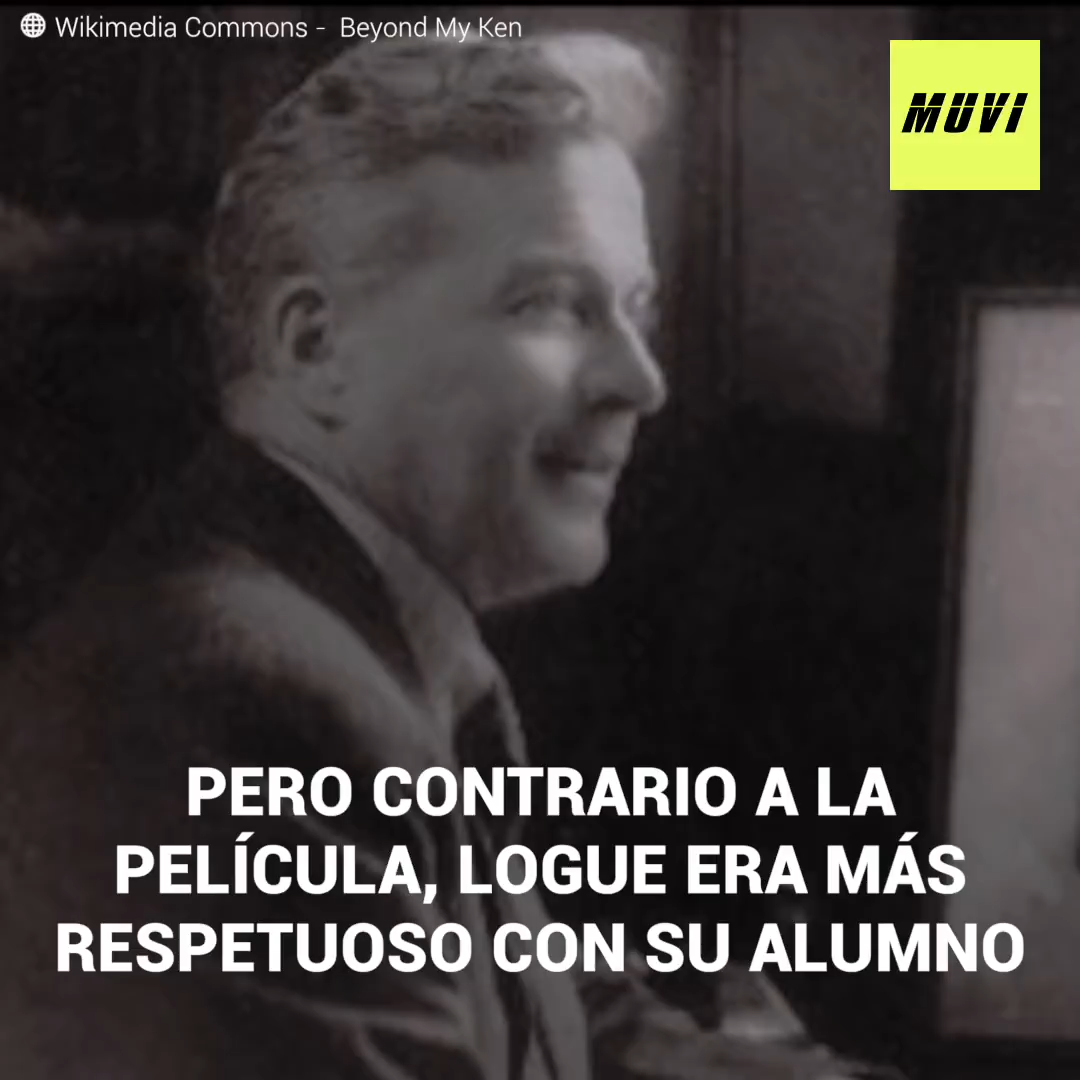 Wikimedia Commons - Beyond My Ken
MUVI
PERO CONTRARIO A LA
PELÍCULA, LOGUE ERA MÁS
RESPETUOSO CON SU ALUMNO